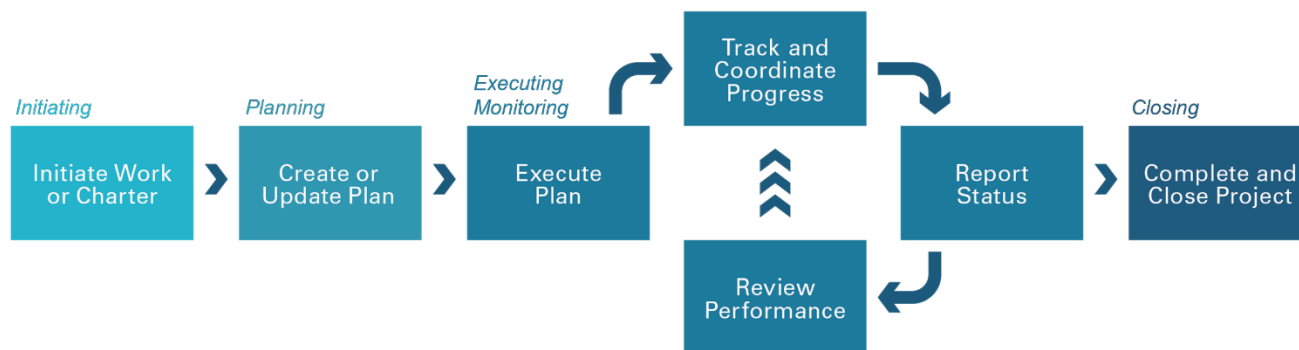 Initiating
Initiate Work
or Charter
Planning
Create or
Update Plan
Executing
Monitoring
Execute
Plan
Track and
Coordinate
Progress
Report
Status
Review
Performance
Closing
Complete and
Close Project